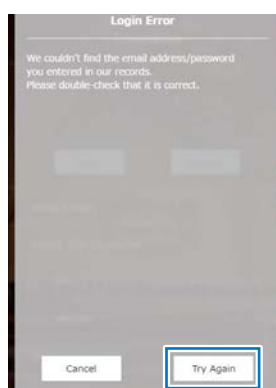 Login Error
We couldn't find the email address/password
you entered in our records.
Please double-check that it is correct.
Cancel
Try Again